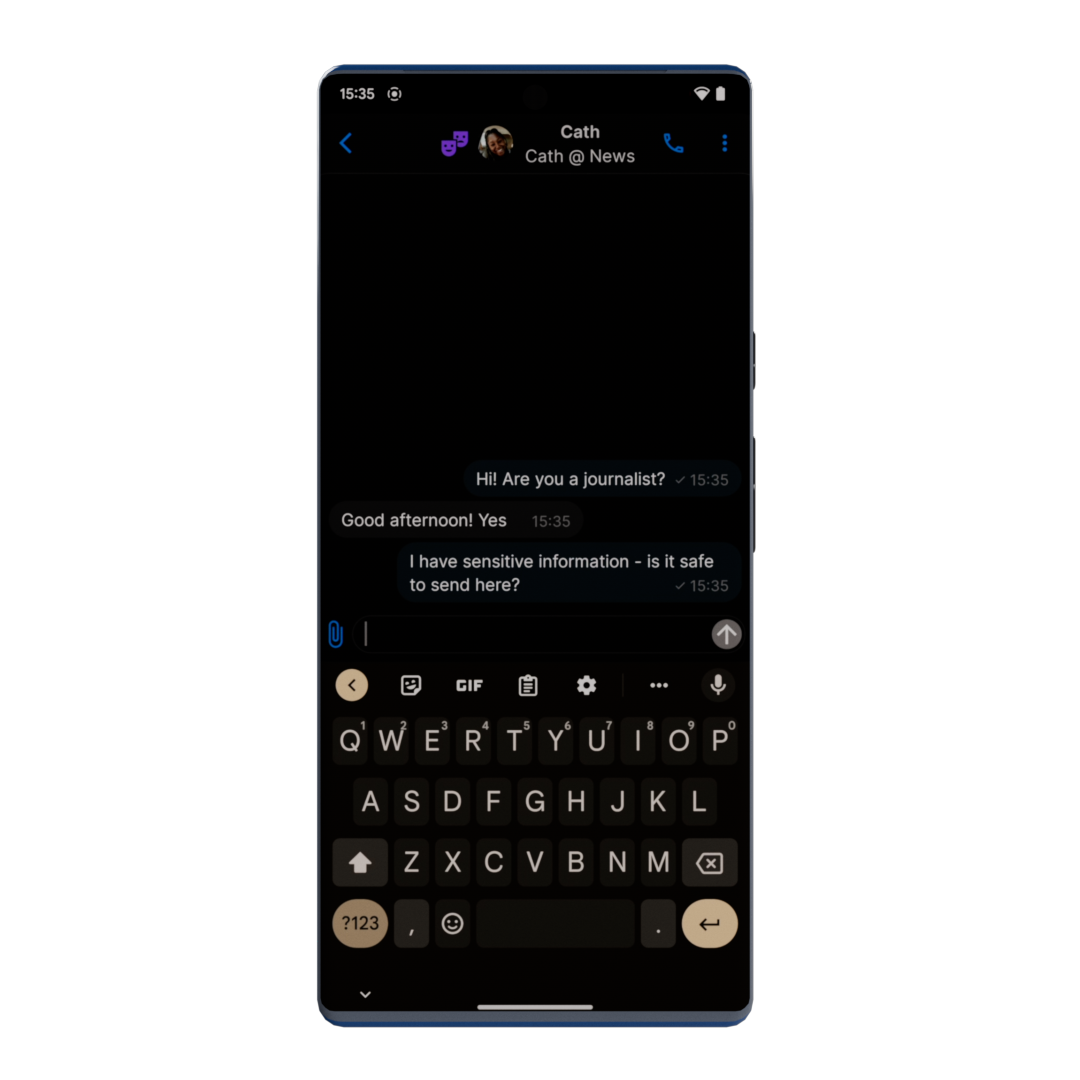 15:35
Cath
Cath @ News
Hi! Are you a journalist? 15:35
Good afternoon! Yes 15:35
I have sensitive information - is it safe
to send here? 15:35
GIF
Q1 W2 E3 R4 T5 Y6 U7 I8 O9 P0
A S D F G H J K L
Z X C V B N M
?123 , .